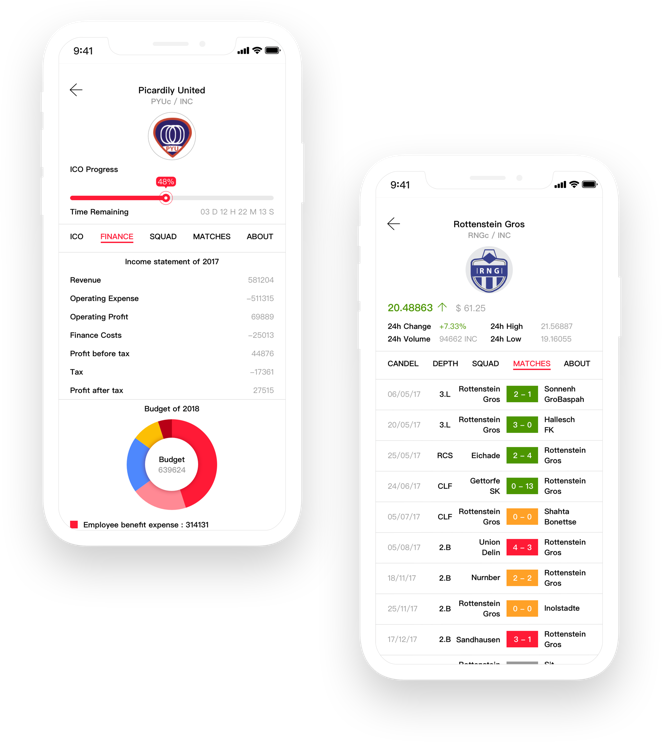 9:41
Picardily United
PYUc / INC
PYU
ICO Progress
48%
Time Remaining 03 D 12 H 22 M 13 S
ICO FINANCE SQUAD MATCHES ABOUT
Income statement of 2017
Revenue 581204
Operating Expense −511315
Operating Profit 69889
Finance Costs −25013
Profit before tax 44876
Tax −17361
Profit after tax 27515
Budget of 2018
Budget
639624
Employee benefit expense : 314131
9:41
Rottenstein Gros
RNGc / INC
RNG
20.48863 ↑ $ 61.25
24h Change +7.33% 24h High 21.56887
24h Volume 94662 INC 24h Low 19.16055
CANDEL DEPTH SQUAD MATCHES ABOUT
06/05/17 3.L Rottenstein Gros 2 – 1 Sonnenh GroBaspah
20/05/17 3.L Rottenstein Gros 3 – 0 Hallesch FK
25/05/17 RCS Eichade 2 – 4 Rottenstein Gros
24/06/17 CLF Gettorfe SK 0 – 13 Rottenstein Gros
05/07/17 CLF Rottenstein Gros 0 – 0 Shahta Bonettse
05/08/17 2.B Union Delin 4 – 3 Rottenstein Gros
18/11/17 2.B Nurnber 2 – 2 Rottenstein Gros
25/11/17 2.B Rottenstein Gros 0 – 0 Inolstadte
17/12/17 2.B Sandhausen 3 – 1 Rottenstein Gros